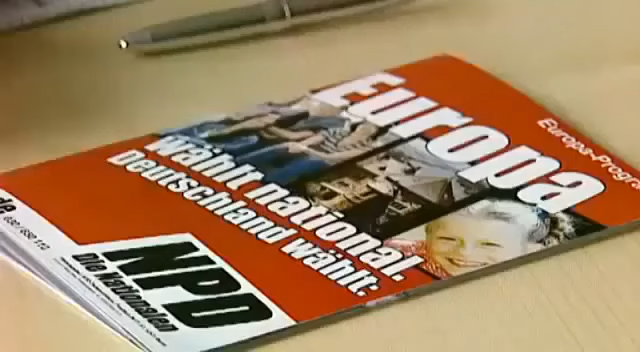 Europa-Progr
Europa
Wählt national.
Deutschland wählt:
NPD
Die Nationalen